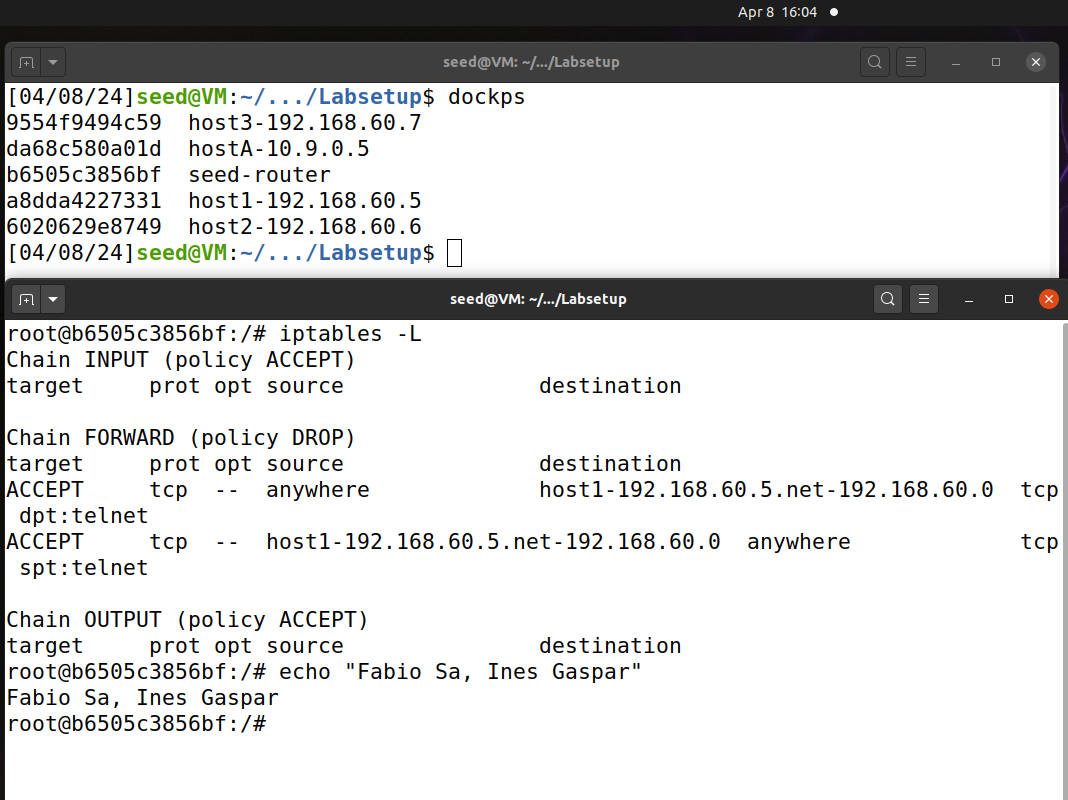 Apr 8 16:04
seed@VM: ~/.../Labsetup
[04/08/24]seed@VM:~/.../Labsetup$ dockps
9554f9494c59  host3-192.168.60.7
da68c580a01d  hostA-10.9.0.5
b6505c3856bf  seed-router
a8dda4227331  host1-192.168.60.5
6020629e8749  host2-192.168.60.6
[04/08/24]seed@VM:~/.../Labsetup$
seed@VM: ~/.../Labsetup
root@b6505c3856bf:/# iptables -L
Chain INPUT (policy ACCEPT)
target     prot opt source               destination
Chain FORWARD (policy DROP)
target     prot opt source               destination
ACCEPT     tcp  --  anywhere             host1-192.168.60.5.net-192.168.60.0  tcp
 dpt:telnet
ACCEPT     tcp  --  host1-192.168.60.5.net-192.168.60.0  anywhere             tcp
 spt:telnet
Chain OUTPUT (policy ACCEPT)
target     prot opt source               destination
root@b6505c3856bf:/# echo "Fabio Sa, Ines Gaspar"
Fabio Sa, Ines Gaspar
root@b6505c3856bf:/#